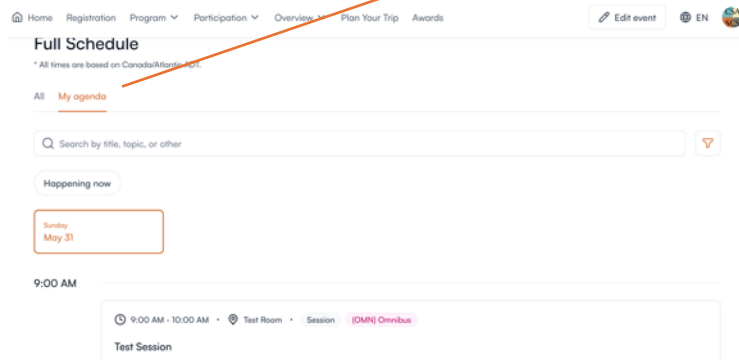 Home Registration Program Participation Overview Plan Your Trip Awards Edit event EN
Full Schedule
* All times are based on Canada/Atlantic ADT.
All My agenda
Search by title, topic, or other
Happening now
Sunday
May 31
9:00 AM
9:00 AM - 10:00 AM • Test Room • Session (OMN) Omnibus
Test Session